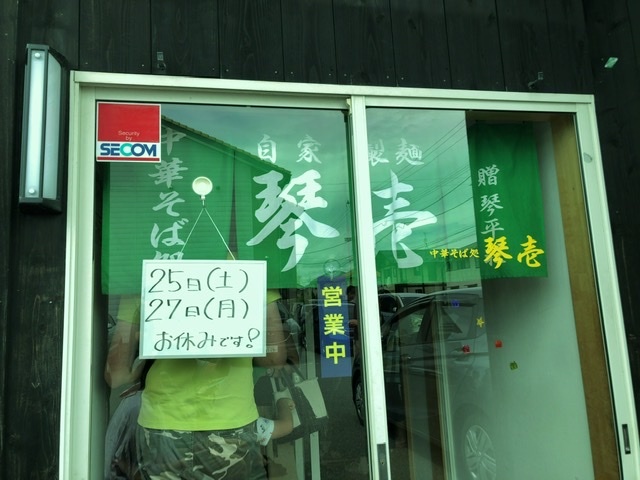 Security
by
SECOM
中華そば処
自家製麺
琴壱
贈 琴平
中華そば処 琴壱
営業中
25日(土)
27日(月)
お休みです!